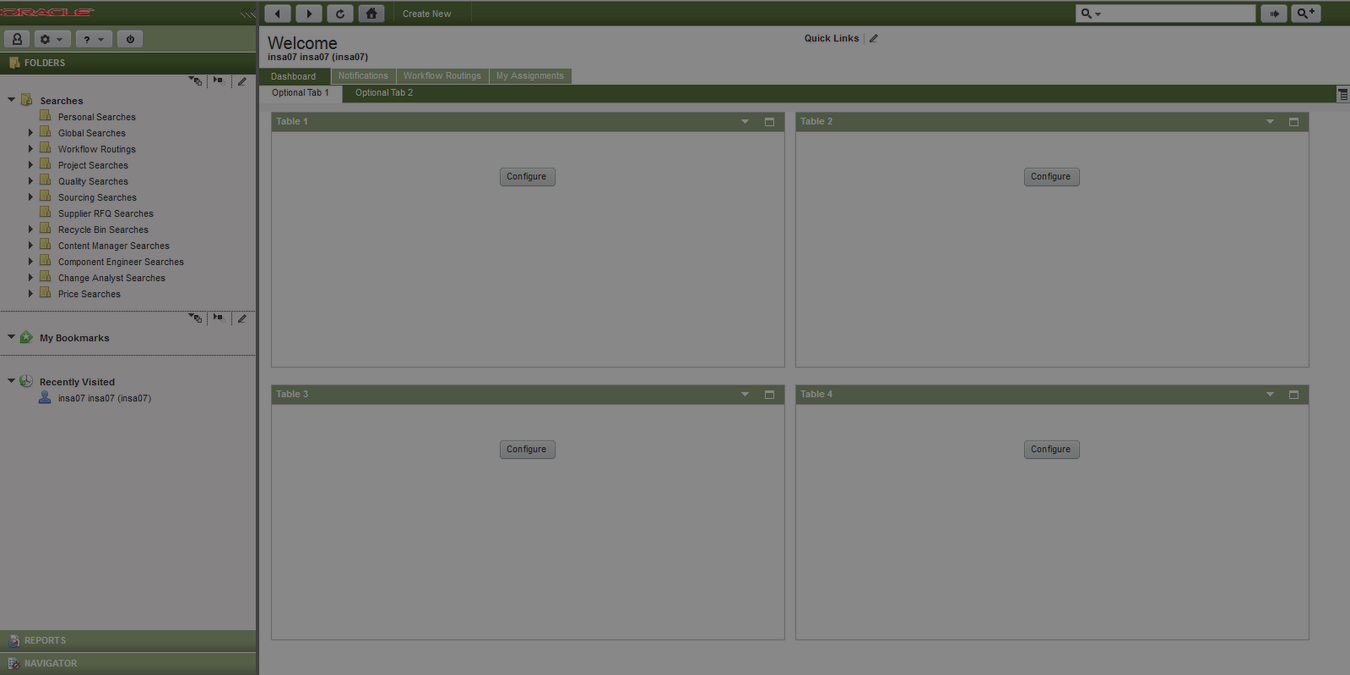 ORACLE
Create New
?
FOLDERS
Searches
Personal Searches
Global Searches
Workflow Routings
Project Searches
Quality Searches
Sourcing Searches
Supplier RFQ Searches
Recycle Bin Searches
Content Manager Searches
Component Engineer Searches
Change Analyst Searches
Price Searches
My Bookmarks
Recently Visited
insa07 insa07 (insa07)
REPORTS
NAVIGATOR
Welcome
insa07 insa07 (insa07)
Quick Links
Dashboard Notifications Workflow Routings My Assignments
Optional Tab 1 Optional Tab 2
Table 1
Configure
Table 2
Configure
Table 3
Configure
Table 4
Configure